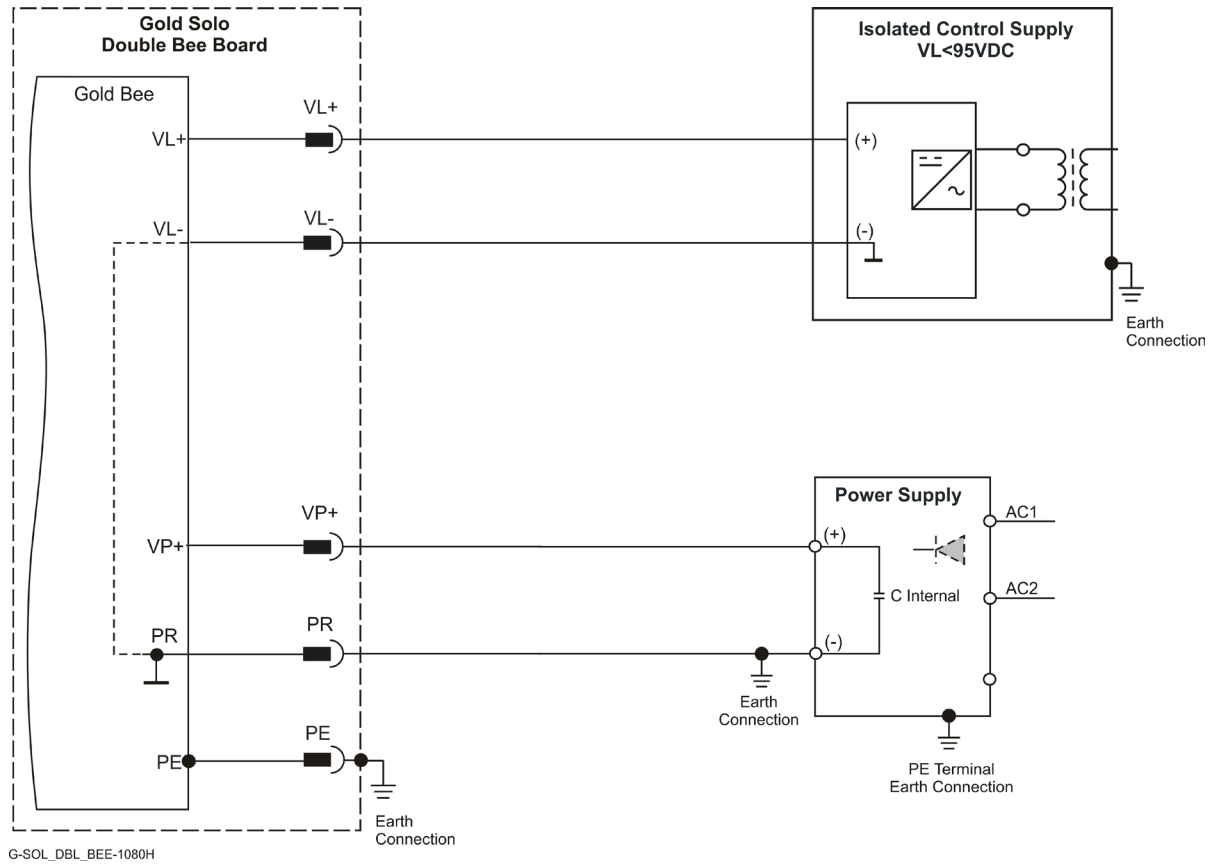 Gold Solo
Double Bee Board
Gold Bee
VL+
VL+
VL-
VL-
Isolated Control Supply
VL<95VDC
(+)
(-)
Earth
Connection
VP+
VP+
PR
PR
PE
PE
Earth
Connection
Power Supply
(+)
AC1
C Internal
AC2
(-)
Earth
Connection
PE Terminal
Earth Connection
G-SOL_DBL_BEE-1080H